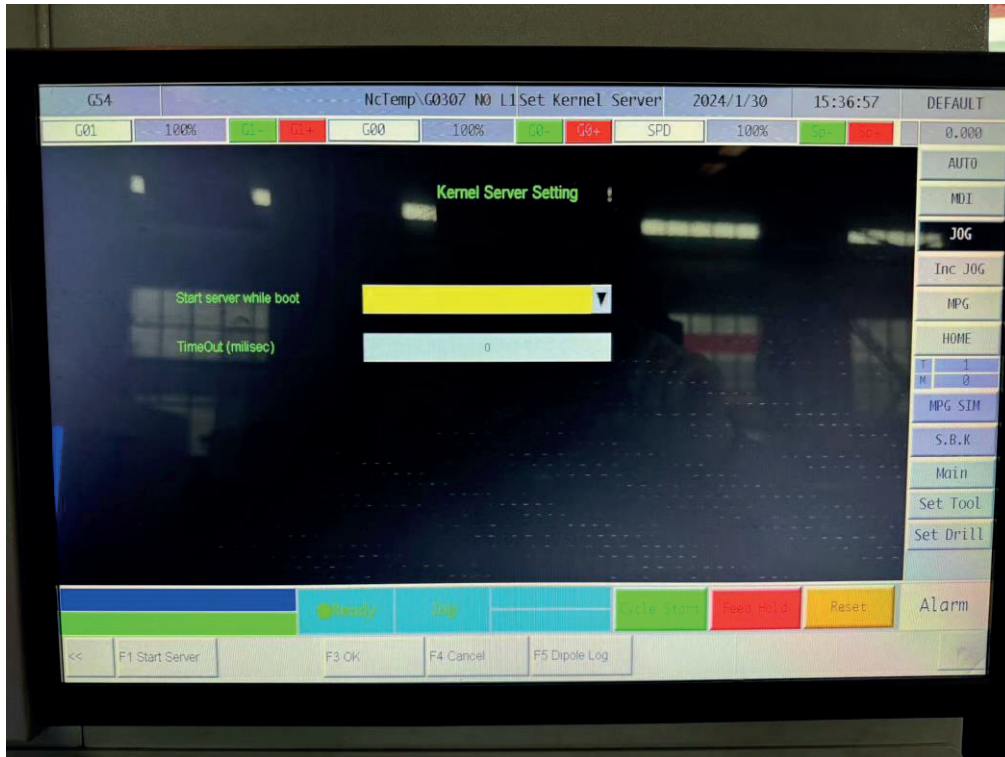 G54 NcTemp\G0307 N0 L1 Set Kernel Server 2024/1/30 15:36:57 DEFAULT
G01 100% G1- G1+ G00 100% G0- G0+ SPD 100% Sp- Sp+ 0.000
AUTO
MDI
JOG
Inc JOG
MPG
HOME
T 1
M 0
MPG SIM
S.B.K
Main
Set Tool
Set Drill
Kernel Server Setting
Start server while boot
TimeOut (milisec) 0
Ready Jog Cycle Start Feed Hold Reset Alarm
<< F1 Start Server F3 OK F4 Cancel F5 Dipole Log